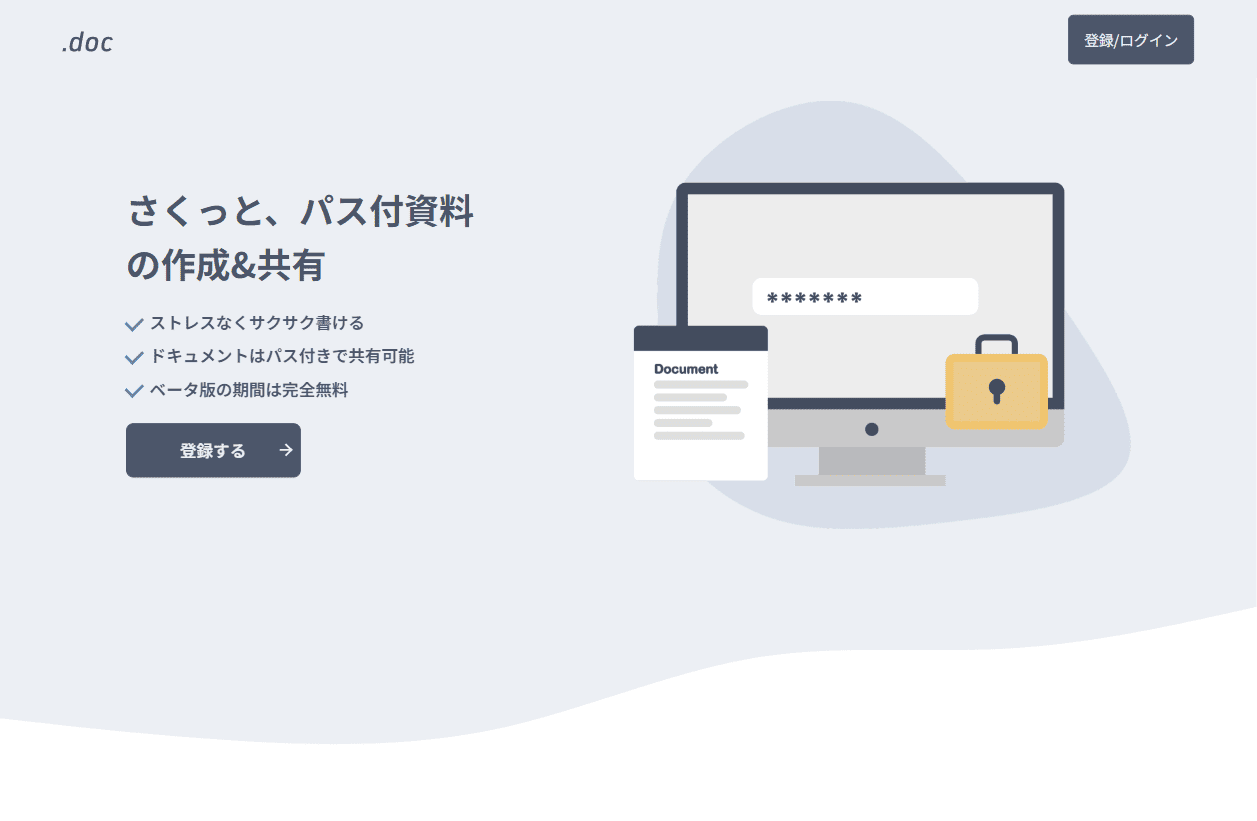 .doc
登録/ログイン
さくっと、パス付資料
の作成&共有
ストレスなくサクサク書ける
ドキュメントはパス付きで共有可能
ベータ版の期間は完全無料
登録する
*******
Document